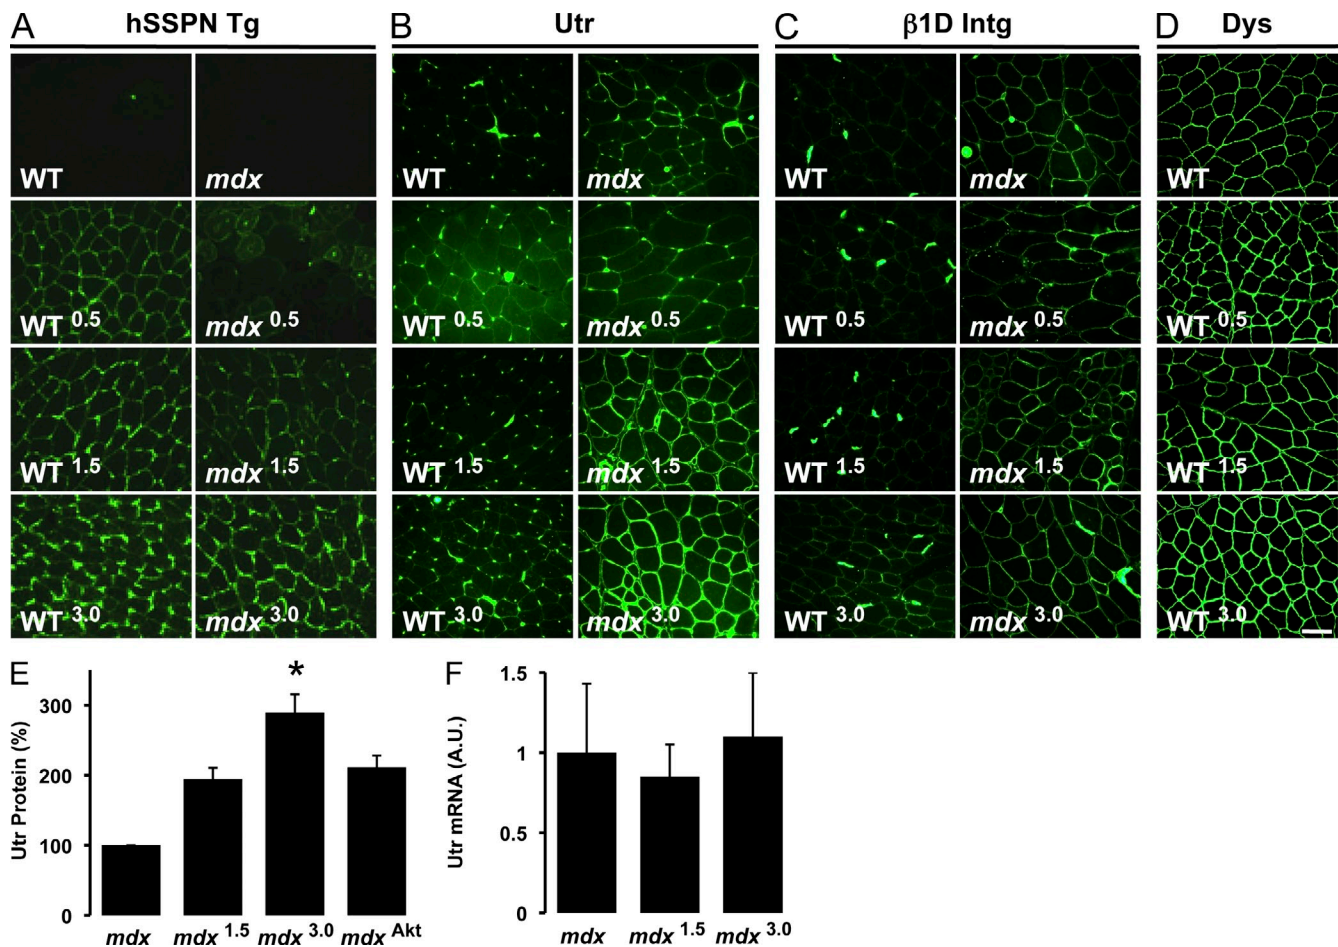 A hSSPN Tg B Utr C β1D Intg D Dys
WT mdx WT mdx WT mdx WT
WT 0.5 mdx 0.5 WT 0.5 mdx 0.5 WT 0.5 mdx 0.5 WT 0.5
WT 1.5 mdx 1.5 WT 1.5 mdx 1.5 WT 1.5 mdx 1.5 WT 1.5
WT 3.0 mdx 3.0 WT 3.0 mdx 3.0 WT 3.0 mdx 3.0 WT 3.0
E
Utr Protein (%)
300
200
100
0
*
mdx mdx 1.5 mdx 3.0 mdx Akt
F
Utr mRNA (A.U.)
1.5
1
0.5
0
mdx mdx 1.5 mdx 3.0